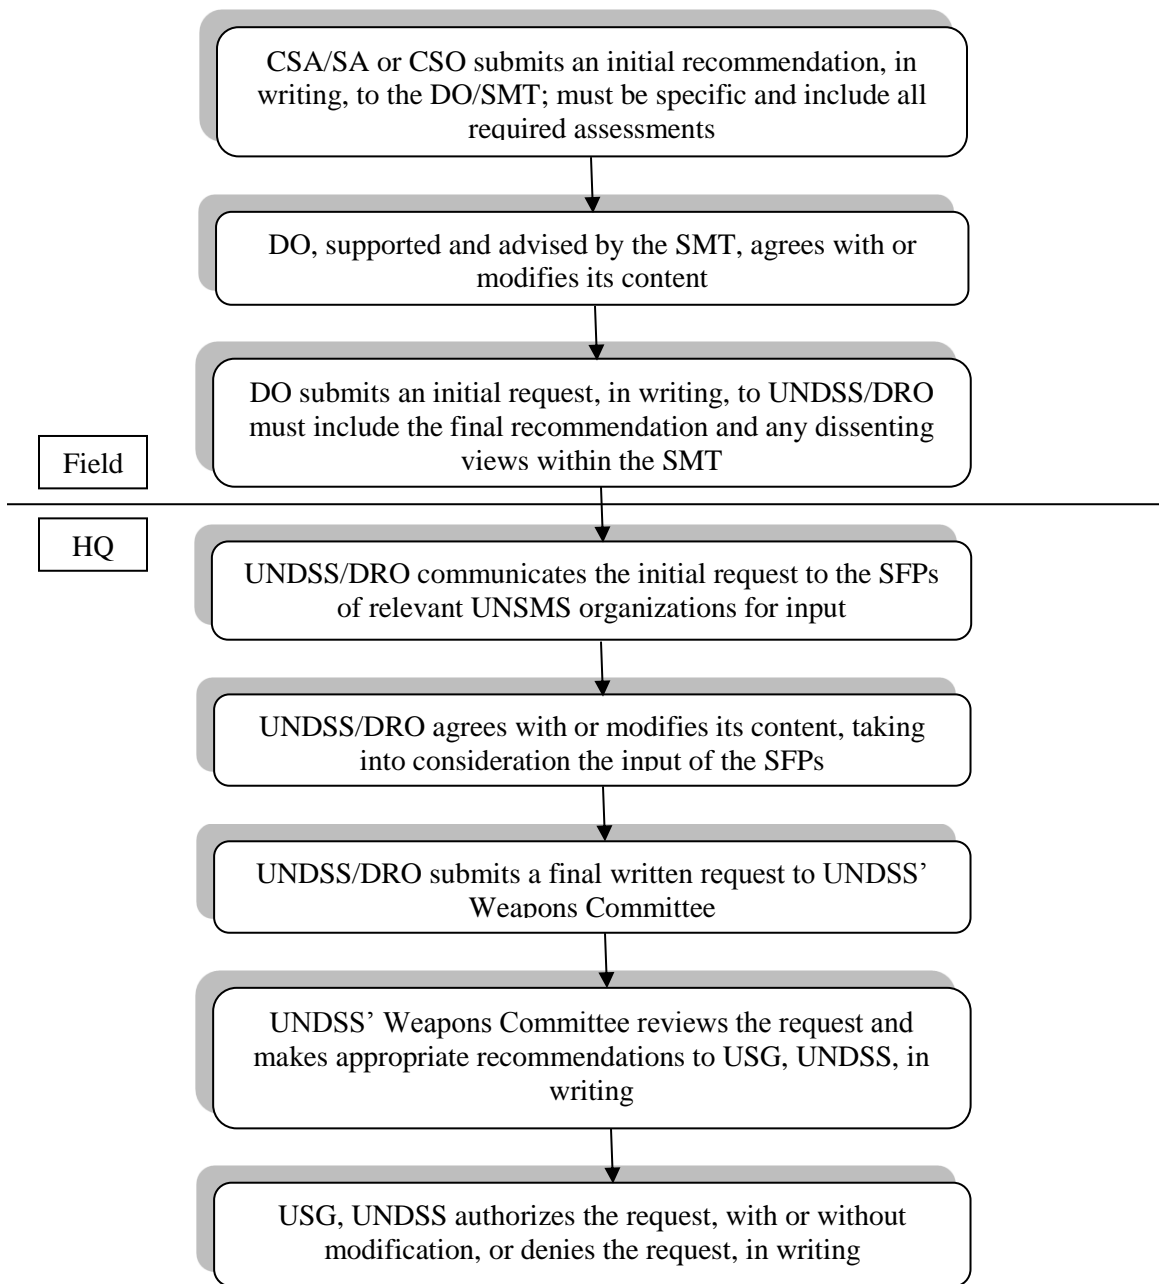 CSA/SA or CSO submits an initial recommendation, in
writing, to the DO/SMT; must be specific and include all
required assessments
DO, supported and advised by the SMT, agrees with or
modifies its content
DO submits an initial request, in writing, to UNDSS/DRO
must include the final recommendation and any dissenting
views within the SMT
Field
HQ
UNDSS/DRO communicates the initial request to the SFPs
of relevant UNSMS organizations for input
UNDSS/DRO agrees with or modifies its content, taking
into consideration the input of the SFPs
UNDSS/DRO submits a final written request to UNDSS’
Weapons Committee
UNDSS’ Weapons Committee reviews the request and
makes appropriate recommendations to USG, UNDSS, in
writing
USG, UNDSS authorizes the request, with or without
modification, or denies the request, in writing